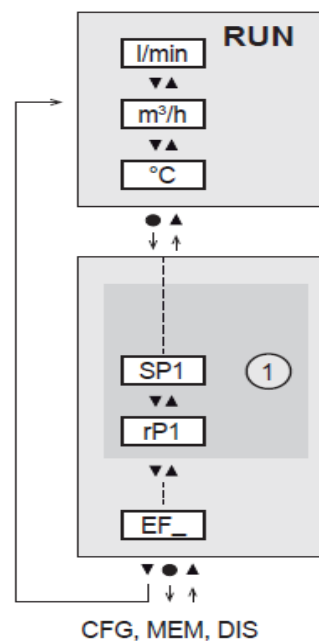 RUN
l/min
m³/h
°C
SP1
1
rP1
EF_
CFG, MEM, DIS